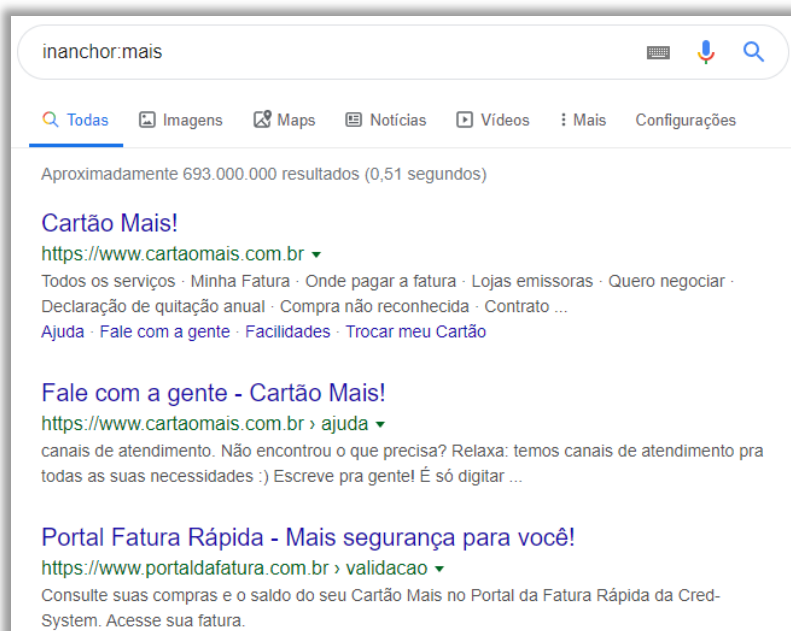 inanchor:mais
Todas Imagens Maps Notícias Vídeos Mais Configurações
Aproximadamente 693.000.000 resultados (0,51 segundos)
Cartão Mais!
https://www.cartaomais.com.br
Todos os serviços · Minha Fatura · Onde pagar a fatura · Lojas emissoras · Quero negociar ·
Declaração de quitação anual · Compra não reconhecida · Contrato ...
Ajuda · Fale com a gente · Facilidades · Trocar meu Cartão
Fale com a gente - Cartão Mais!
https://www.cartaomais.com.br › ajuda
canais de atendimento. Não encontrou o que precisa? Relaxa: temos canais de atendimento pra
todas as suas necessidades :) Escreve pra gente! É só digitar ...
Portal Fatura Rápida - Mais segurança para você!
https://www.portaldafatura.com.br › validacao
Consulte suas compras e o saldo do seu Cartão Mais no Portal da Fatura Rápida da Cred-
System. Acesse sua fatura.